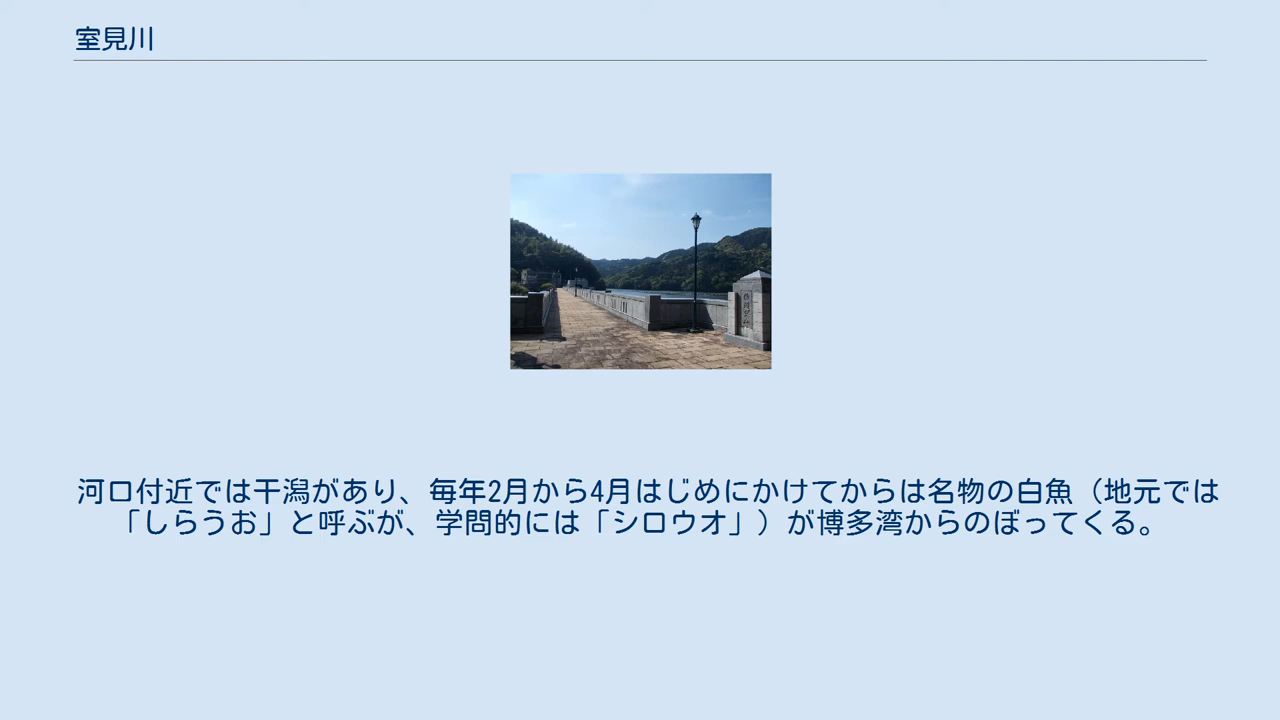 室見川
河口付近では干潟があり、毎年2月から4月はじめにかけてからは名物の白魚（地元では
「しらうお」と呼ぶが、学問的には「シロウオ」）が博多湾からのぼってくる。